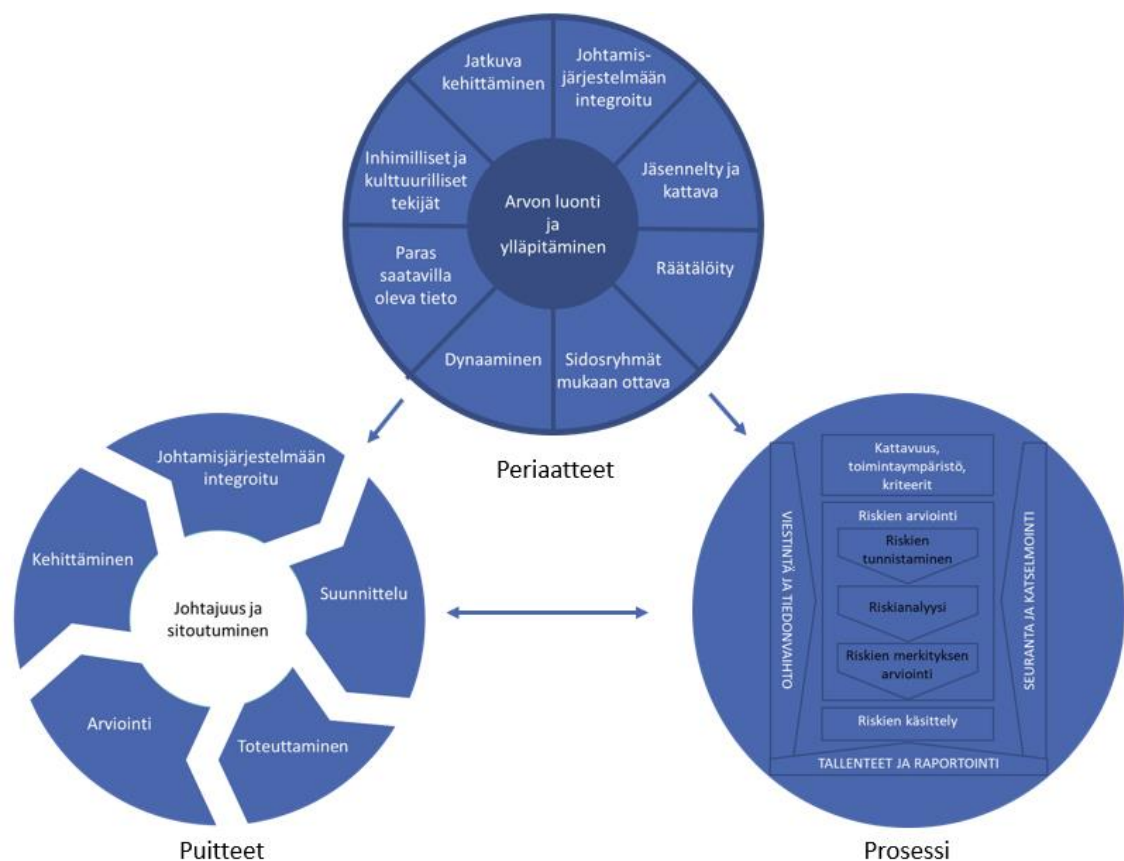 Jatkuva
kehittäminen
Johtamis-
järjestelmään
integroitu
Inhimilliset ja
kulttuurilliset
tekijät
Jäsennelty ja
kattava
Arvon luonti
ja
ylläpitäminen
Paras
saatavilla
oleva tieto
Räätälöity
Dynaaminen
Sidosryhmät
mukaan ottava
Periaatteet
Johtamisjärjestelmään
integroitu
Kehittäminen
Suunnittelu
Johtajuus ja
sitoutuminen
Arviointi
Toteuttaminen
Puitteet
Kattavuus,
toimintaympäristö,
kriteerit
VIESTINTÄ JA TIEDONVAIHTO
Riskien arviointi
Riskien
tunnistaminen
Riskianalyysi
Riskien merkityksen
arviointi
Riskien käsittely
SEURANTA JA KATSELMOINTI
TALLENTEET JA RAPORTOINTI
Prosessi